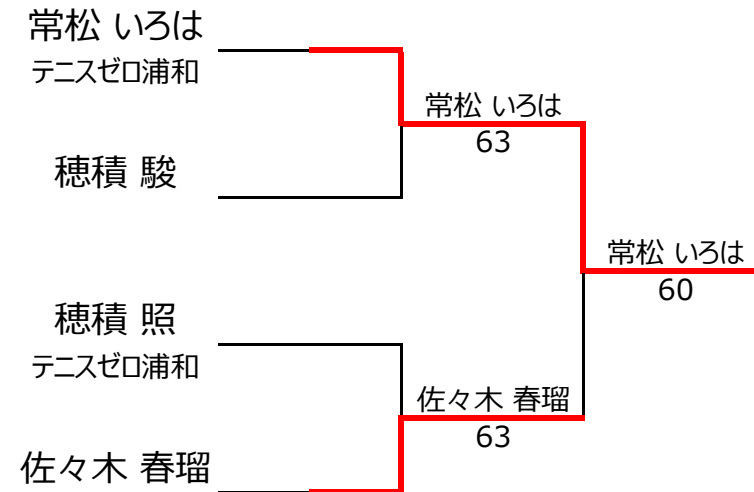 常松 いろは
テニスゼロ浦和
常松 いろは
63
穂積 駿
常松 いろは
60
穂積 照
テニスゼロ浦和
佐々木 春瑠
63
佐々木 春瑠